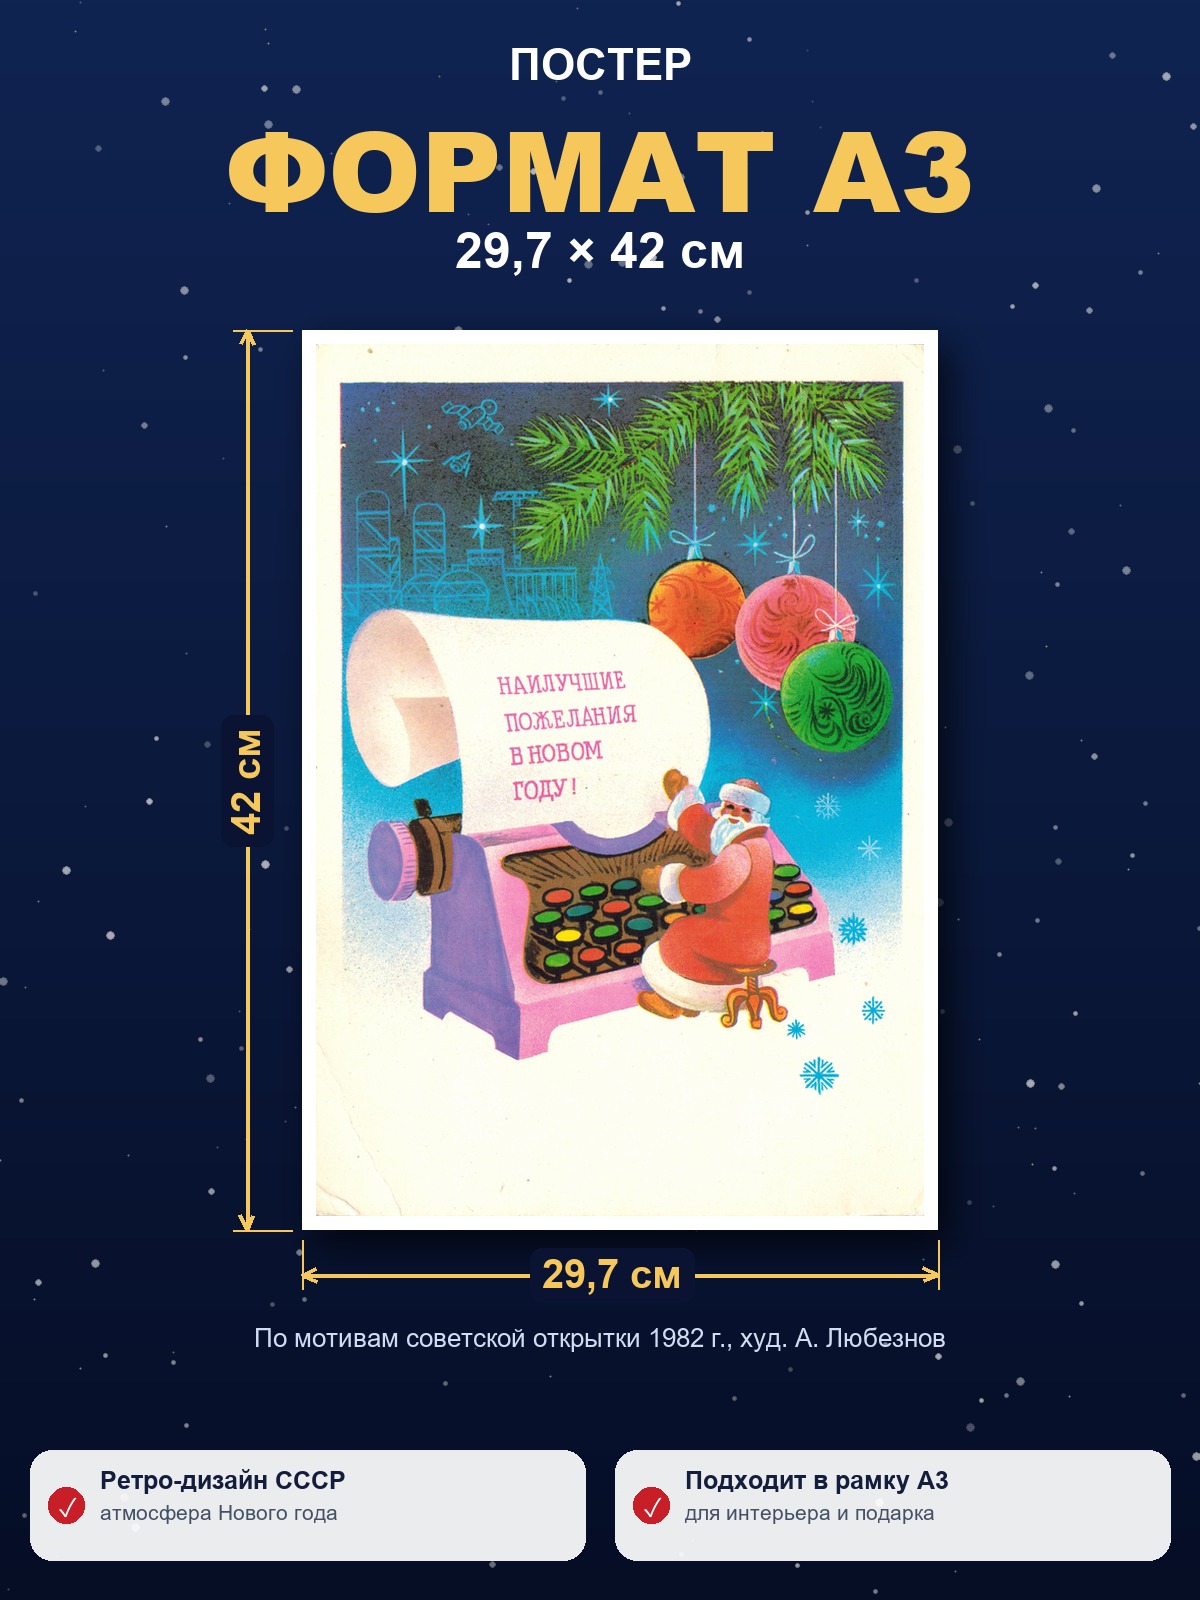 ПОСТЕР
ФОРМАТ А3
29,7 × 42 см
НАИЛУЧШИЕ
ПОЖЕЛАНИЯ
В НОВОМ
ГОДУ!
42 см
29,7 см
По мотивам советской открытки 1982 г., худ. А. Любезнов
Ретро-дизайн СССР
атмосфера Нового года
Подходит в рамку А3
для интерьера и подарка